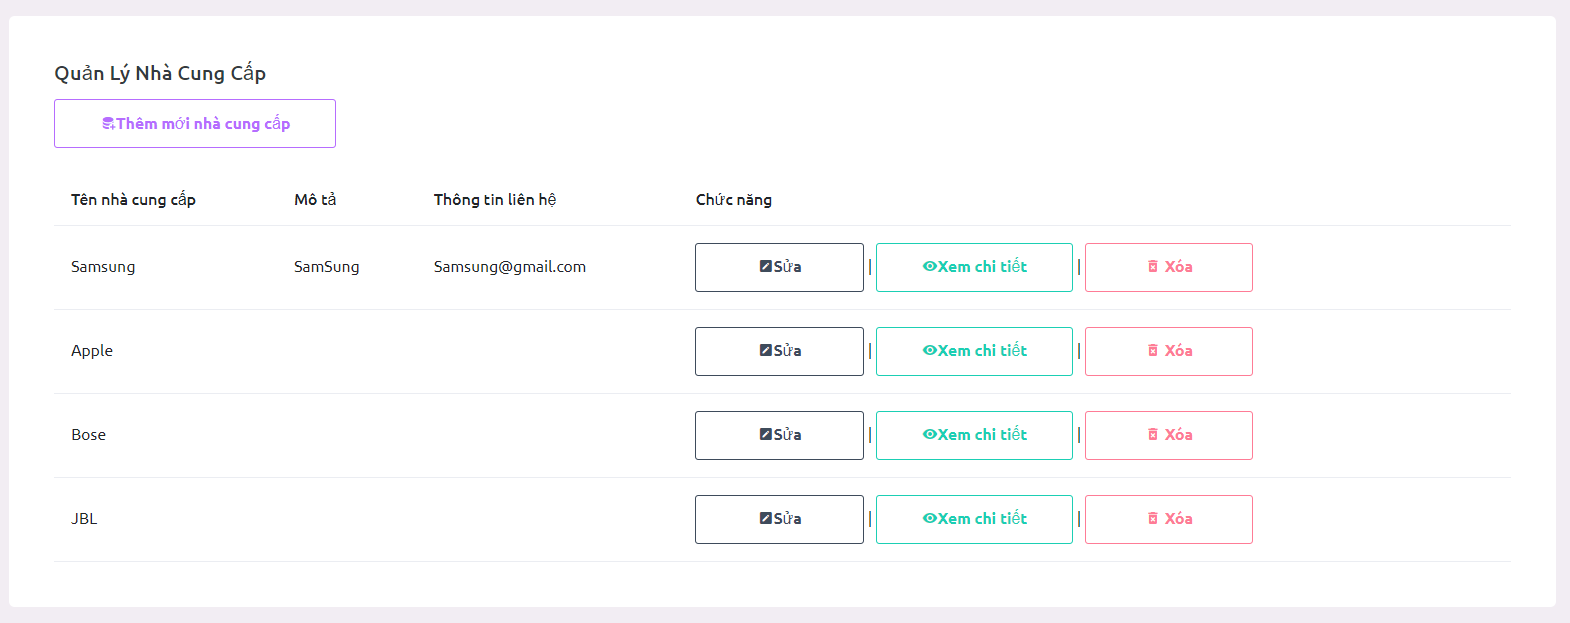 Quản Lý Nhà Cung Cấp
Thêm mới nhà cung cấp
Tên nhà cung cấp Mô tả Thông tin liên hệ Chức năng
Samsung SamSung Samsung@gmail.com Sửa | Xem chi tiết | Xóa
Apple Sửa | Xem chi tiết | Xóa
Bose Sửa | Xem chi tiết | Xóa
JBL Sửa | Xem chi tiết | Xóa